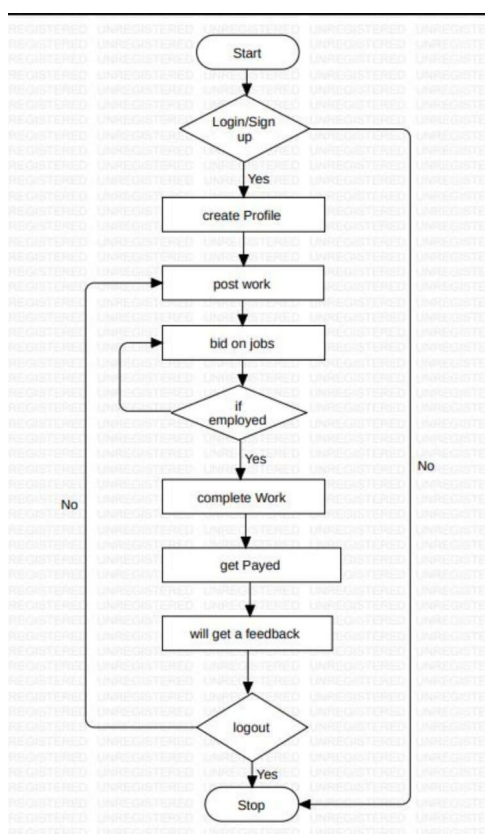 Start
Login/Sign
up
Yes
create Profile
post work
bid on jobs
if
employed
Yes
No
No
complete Work
get Payed
will get a feedback
logout
Yes
Stop
UNREGISTERED